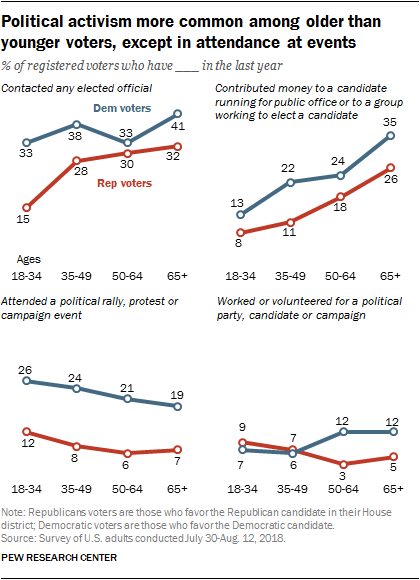 Political activism more common among older than
younger voters, except in attendance at events
% of registered voters who have ___ in the last year
Contacted any elected official
Dem voters
33
38
33
41
15
28
30
32
Rep voters
Ages
18-34 35-49 50-64 65+
Contributed money to a candidate
running for public office or to a group
working to elect a candidate
13
22
24
35
8
11
18
26
18-34 35-49 50-64 65+
Attended a political rally, protest or
campaign event
26
24
21
19
12
8
6
7
18-34 35-49 50-64 65+
Worked or volunteered for a political
party, candidate or campaign
9
7
12
12
7
6
3
5
18-34 35-49 50-64 65+
Note: Republicans voters are those who favor the Republican candidate in their House
district; Democratic voters are those who favor the Democratic candidate.
Source: Survey of U.S. adults conducted July 30-Aug. 12, 2018.
PEW RESEARCH CENTER